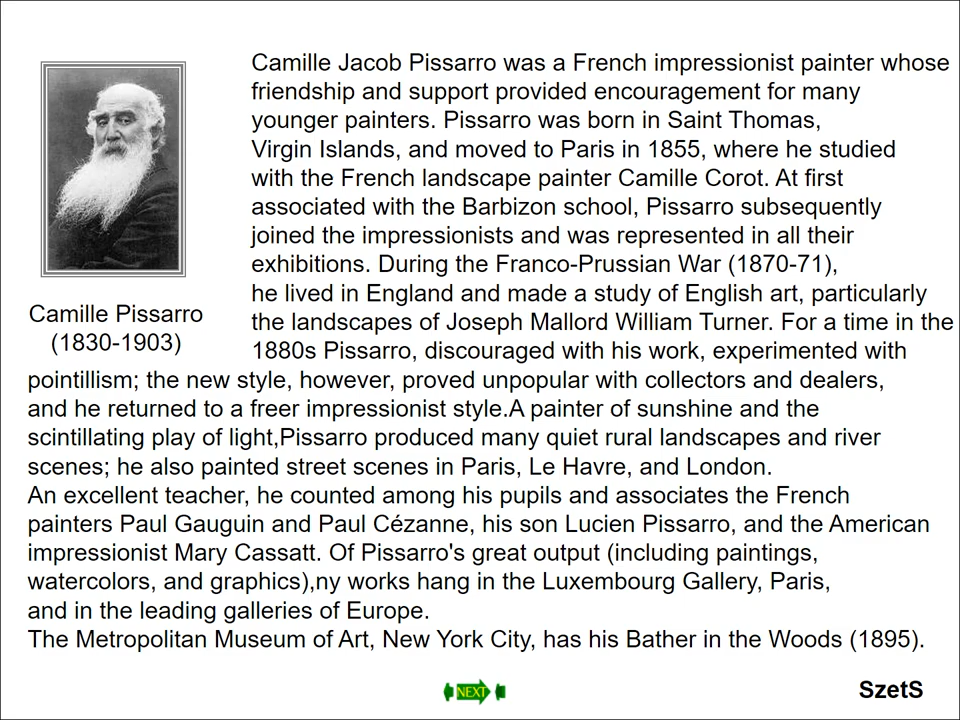 Camille Jacob Pissarro was a French impressionist painter whose
friendship and support provided encouragement for many
younger painters. Pissarro was born in Saint Thomas,
Virgin Islands, and moved to Paris in 1855, where he studied
with the French landscape painter Camille Corot. At first
associated with the Barbizon school, Pissarro subsequently
joined the impressionists and was represented in all their
exhibitions. During the Franco-Prussian War (1870-71),
he lived in England and made a study of English art, particularly
the landscapes of Joseph Mallord William Turner. For a time in the
1880s Pissarro, discouraged with his work, experimented with
pointillism; the new style, however, proved unpopular with collectors and dealers,
and he returned to a freer impressionist style.A painter of sunshine and the
scintillating play of light,Pissarro produced many quiet rural landscapes and river
scenes; he also painted street scenes in Paris, Le Havre, and London.
An excellent teacher, he counted among his pupils and associates the French
painters Paul Gauguin and Paul Cézanne, his son Lucien Pissarro, and the American
impressionist Mary Cassatt. Of Pissarro's great output (including paintings,
watercolors, and graphics),ny works hang in the Luxembourg Gallery, Paris,
and in the leading galleries of Europe.
The Metropolitan Museum of Art, New York City, has his Bather in the Woods (1895).
Camille Pissarro
(1830-1903)
NEXT
SzetS